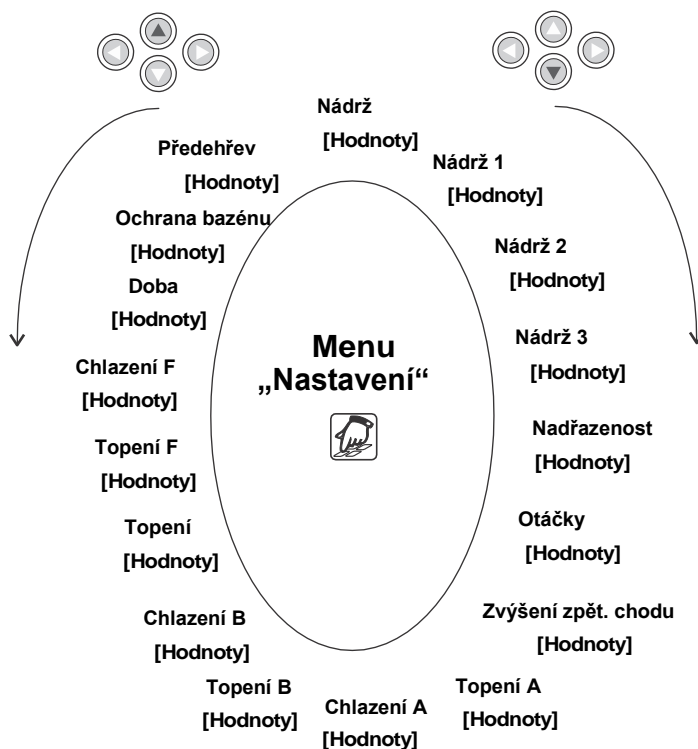 Nádrž
[Hodnoty]
Nádrž 1
[Hodnoty]
Nádrž 2
[Hodnoty]
Nádrž 3
[Hodnoty]
Nadřazenost
[Hodnoty]
Otáčky
[Hodnoty]
Zvýšení zpět. chodu
[Hodnoty]
Topení A
[Hodnoty]
Chlazení A
[Hodnoty]
Topení B
[Hodnoty]
Chlazení B
[Hodnoty]
Topení
[Hodnoty]
Topení F
[Hodnoty]
Chlazení F
[Hodnoty]
Doba
[Hodnoty]
Ochrana bazénu
[Hodnoty]
Předehřev
[Hodnoty]
Menu
„Nastavení“